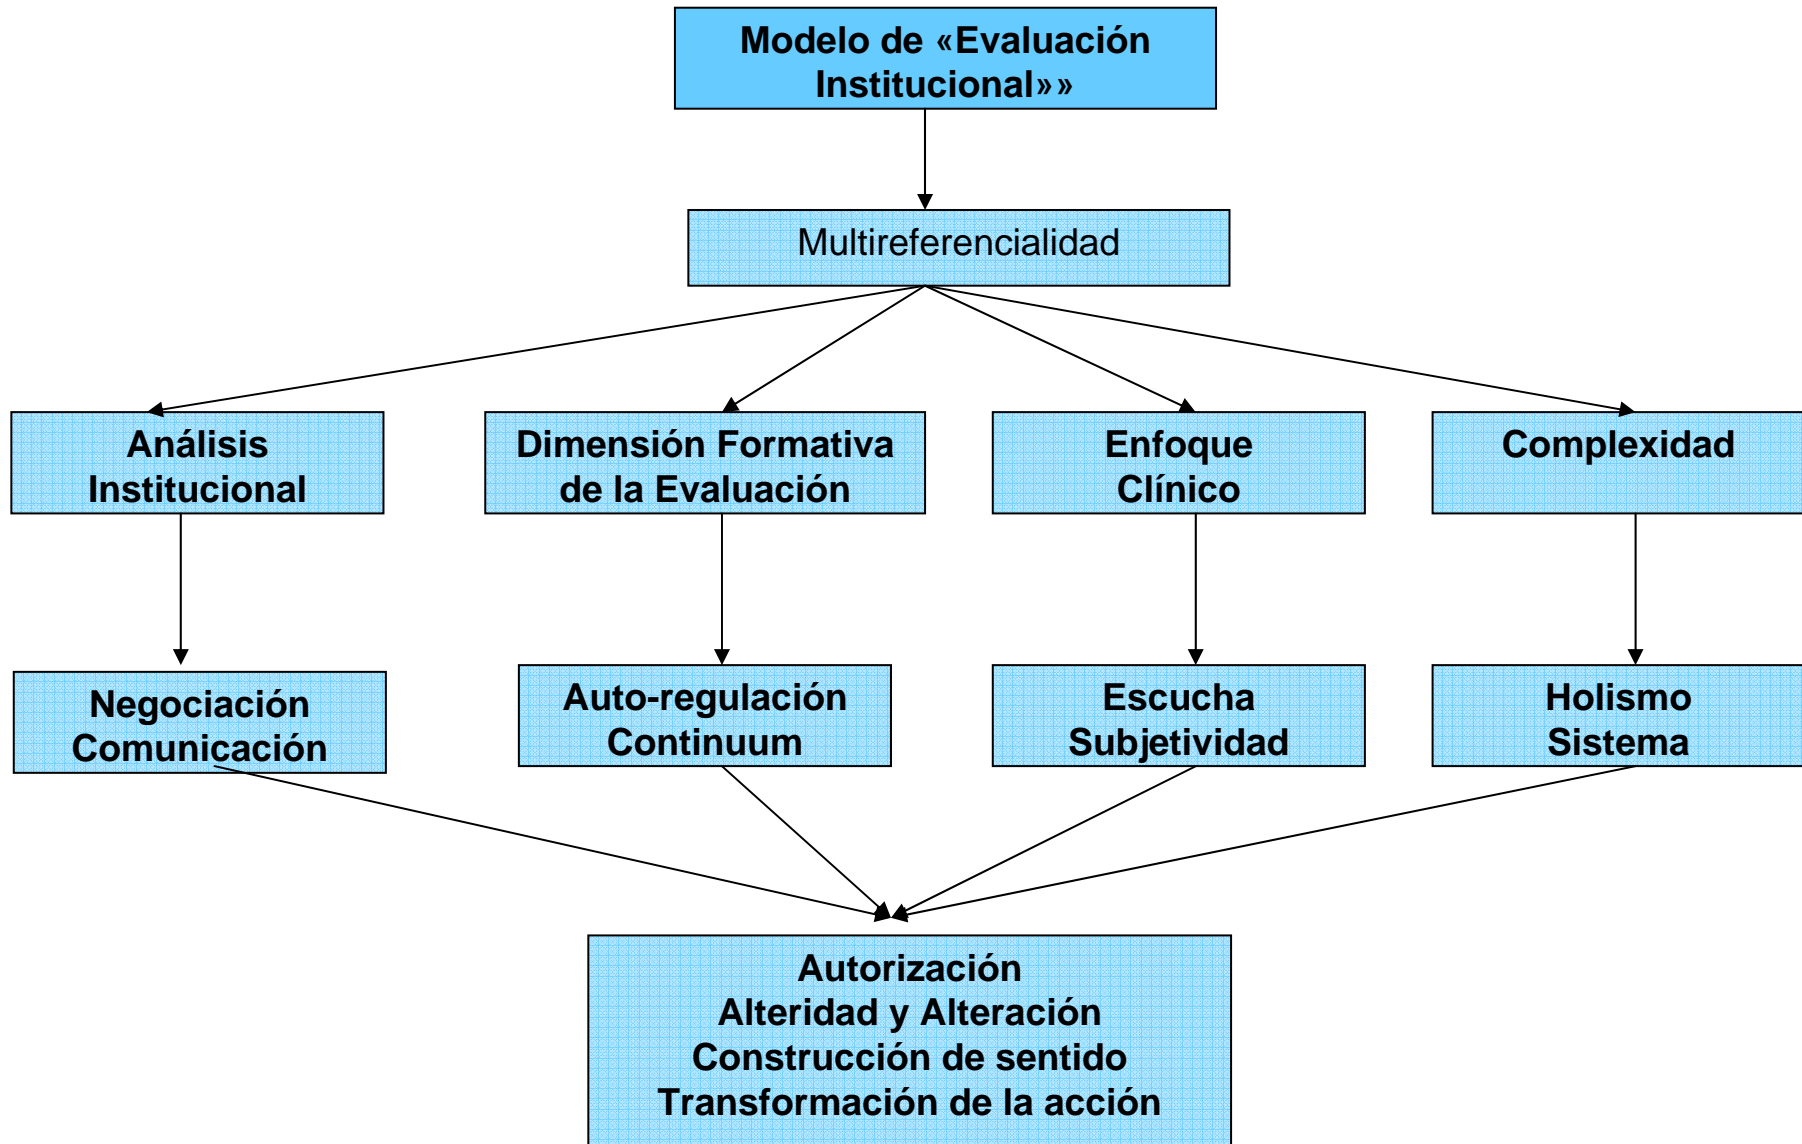 Modelo de «Evaluación
Institucional»»
Multireferencialidad
Análisis
Institucional
Dimensión Formativa
de la Evaluación
Enfoque
Clínico
Complexidad
Negociación
Comunicación
Auto-regulación
Continuum
Escucha
Subjetividad
Holismo
Sistema
Autorización
Alteridad y Alteración
Construcción de sentido
Transformación de la acción